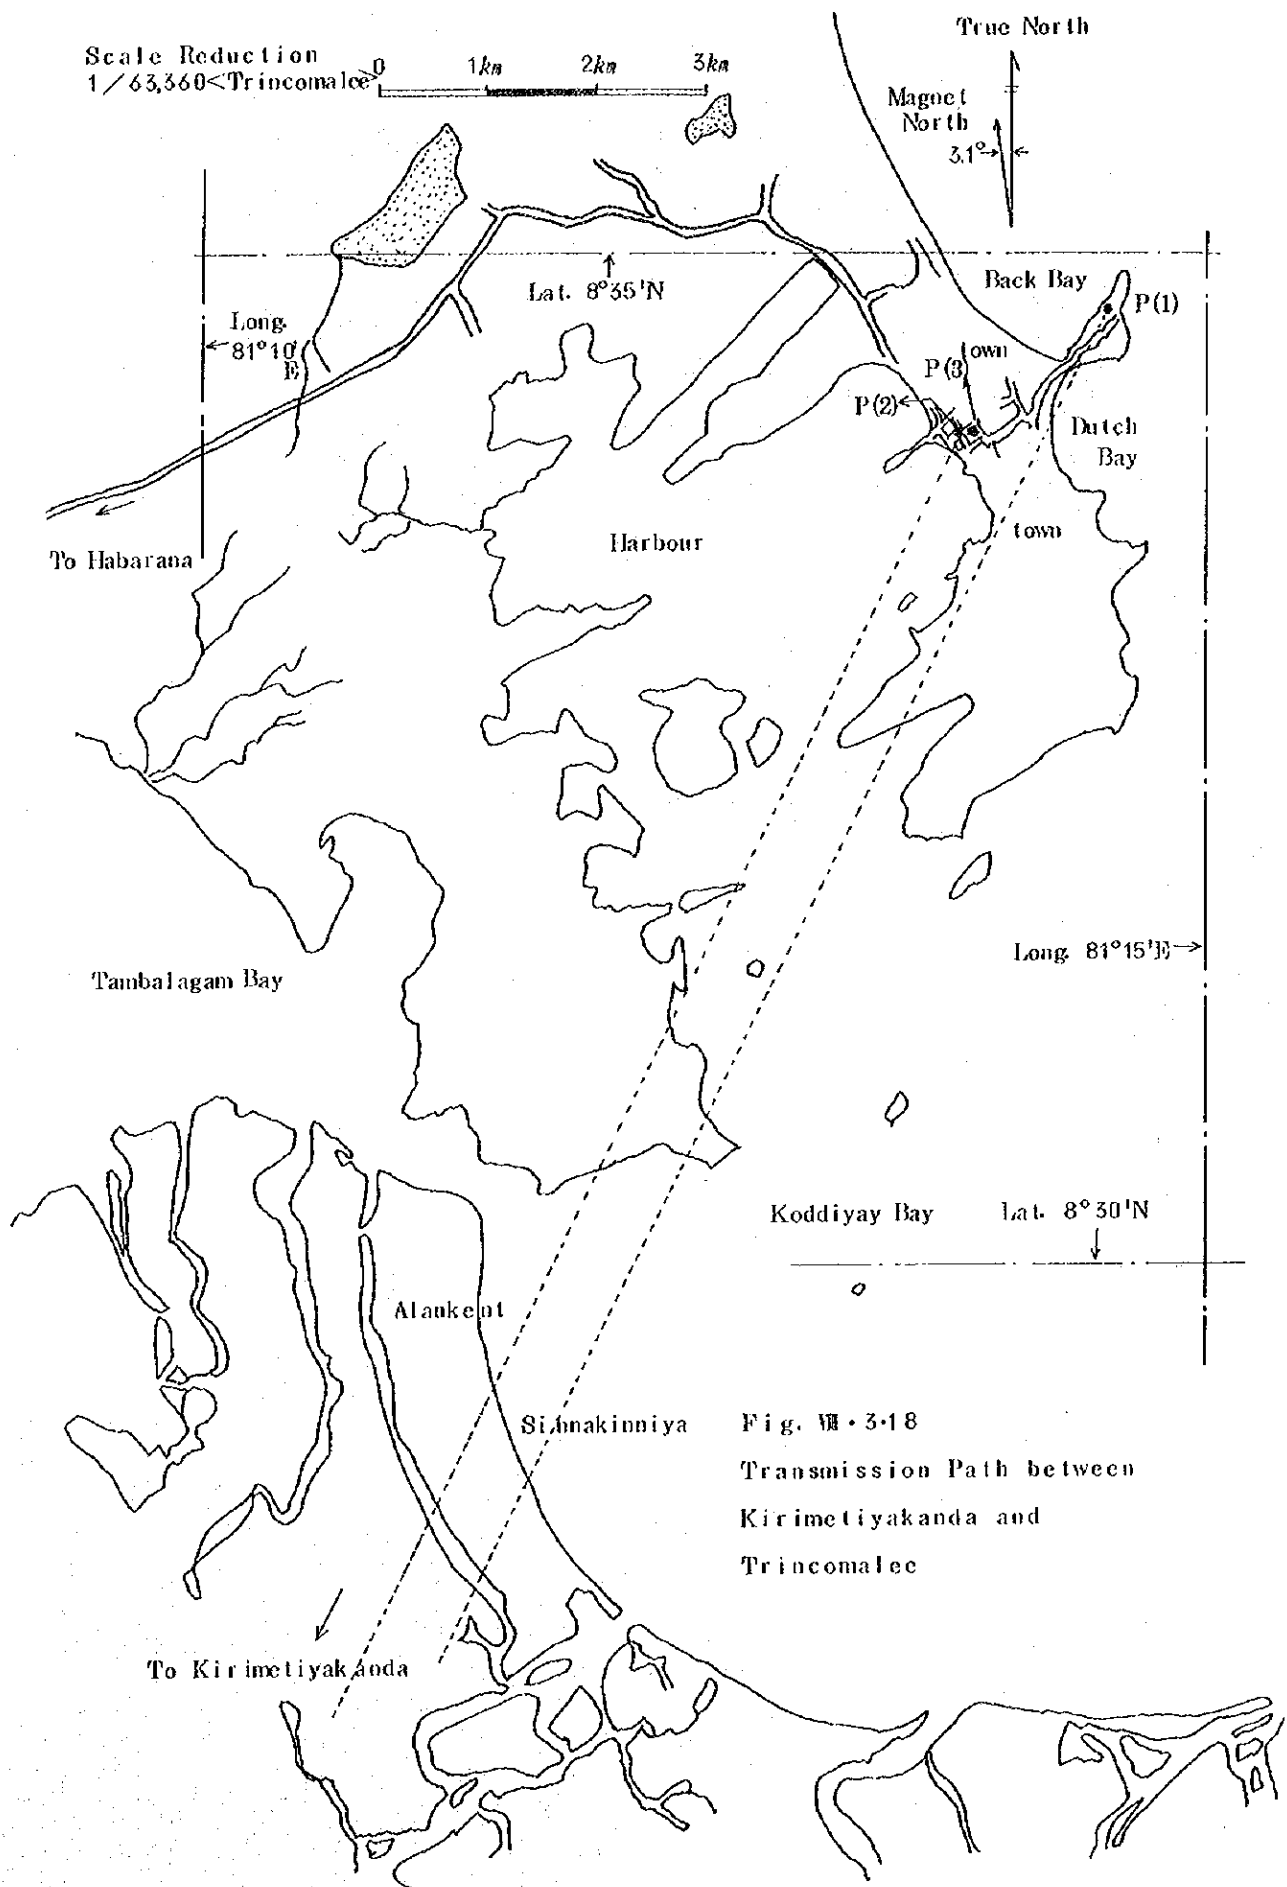 Scale Reduction
1/63,360<Trincomalee>
0 1km 2km 3km
True North
Magnet
North
3.1°
Lat. 8°35'N
Back Bay
P(1)
Long.
81°10'
E
own
P(3)
P(2)
Dutch
Bay
town
Harbour
To Habarana
Long. 81°15'E
Tambalagam Bay
Koddiyay Bay
Lat. 8°30'N
Alankent
Sihnakinniya
Fig. Ⅷ・3・18
Transmission Path between
Kirimetiyakanda and
Trincomalee
To Kirimetiyakanda